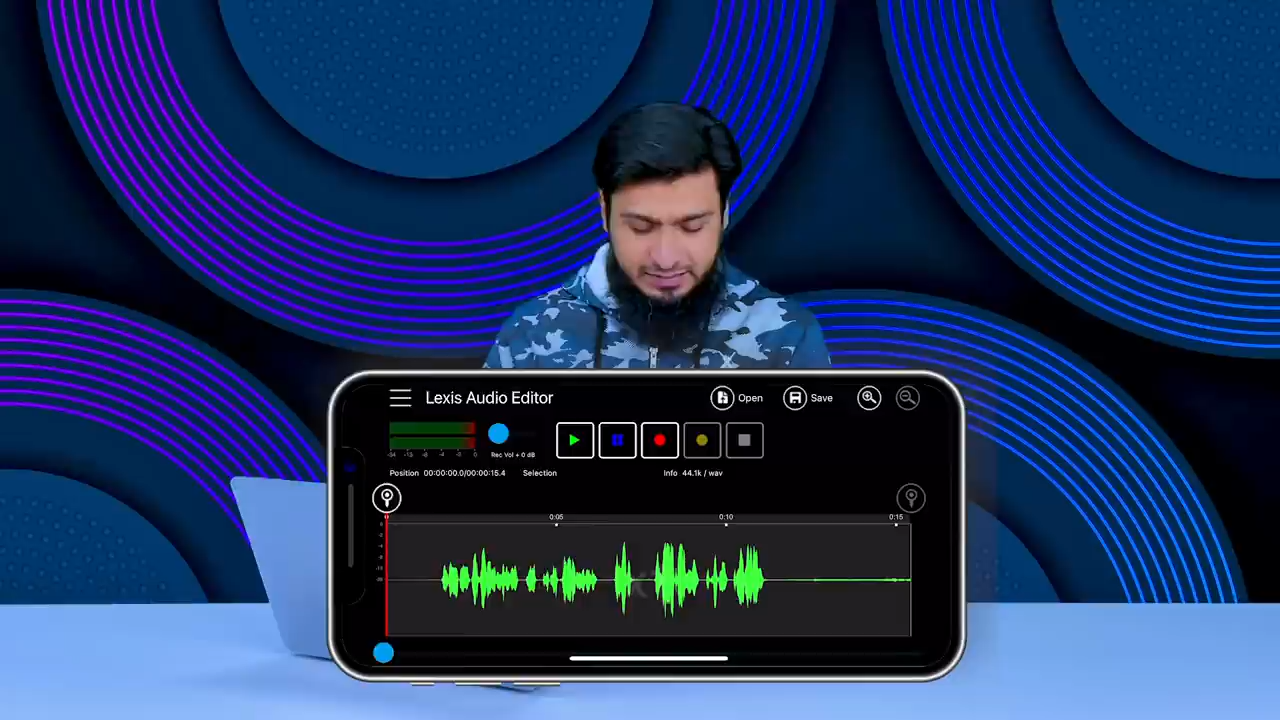 Lexis Audio Editor
Open
Save
Rec Vol + 0 dB
Position 00:00:00.0/00:00:15.4 Selection Info 44.1k / wav
0:05 0:10 0:15